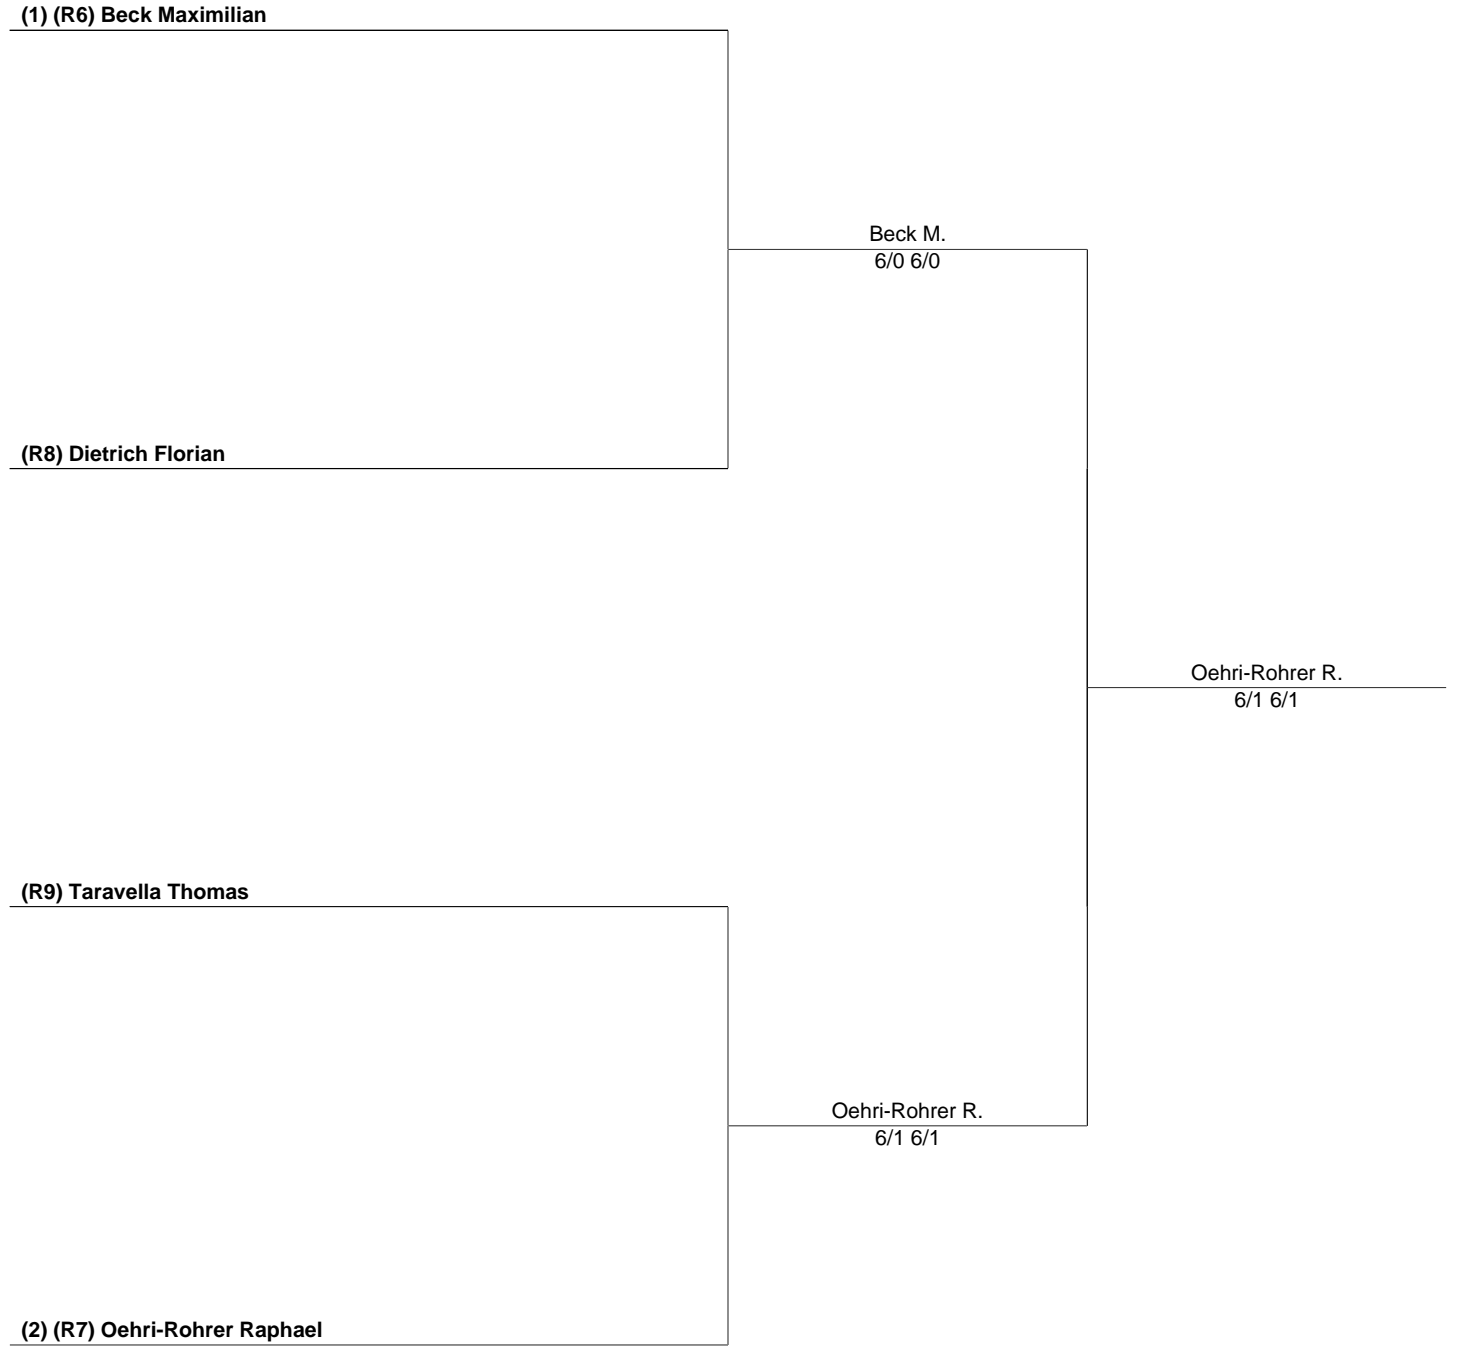 (1) (R6) Beck Maximilian
Beck M.
6/0 6/0
(R8) Dietrich Florian
Oehri-Rohrer R.
6/1 6/1
(R9) Taravella Thomas
Oehri-Rohrer R.
6/1 6/1
(2) (R7) Oehri-Rohrer Raphael